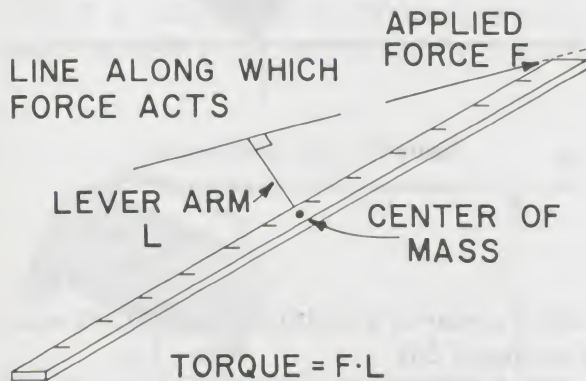 APPLIED
FORCE F
LINE ALONG WHICH
FORCE ACTS
LEVER ARM
L
CENTER OF
MASS
TORQUE = F·L